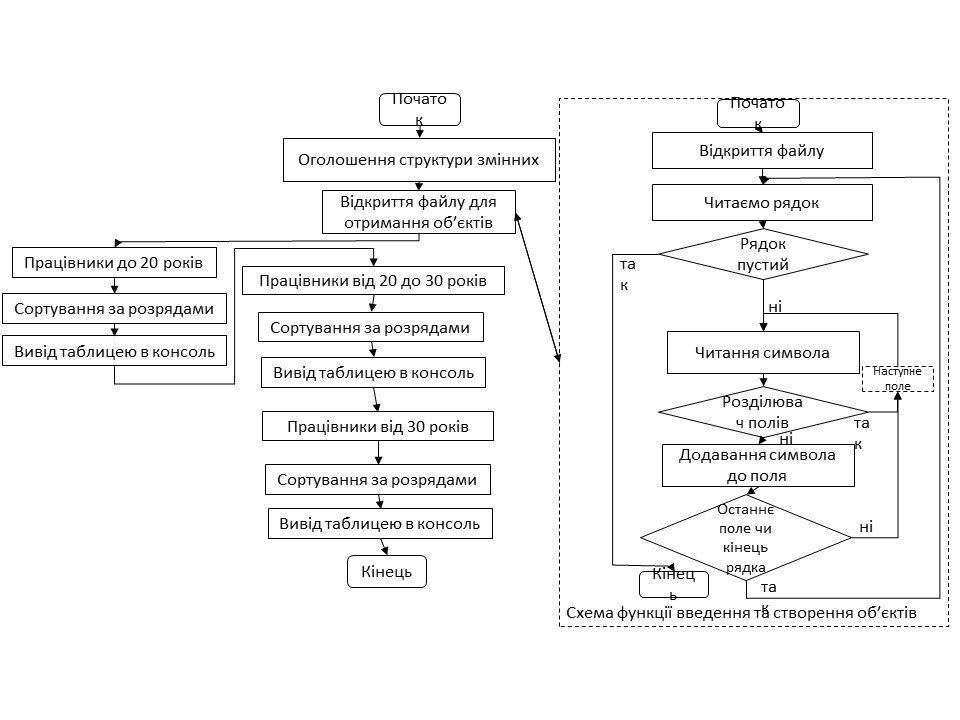 Початок
Оголошення структури змінних
Відкриття файлу для
отримання об’єктів
Працівники до 20 років
Сортування за розрядами
Вивід таблицею в консоль
Працівники від 20 до 30 років
Сортування за розрядами
Вивід таблицею в консоль
Працівники від 30 років
Сортування за розрядами
Вивід таблицею в консоль
Кінець
Почато
к
Відкриття файлу
Читаємо рядок
Рядок
пустий
та
к
ні
Читання символа
Наступне
поле
Розділюва
ч полів
та
к
ні
Додавання символа
до поля
Останнє
поле чи
кінець
рядка
ні
та
к
Кінец
ь
Схема функції введення та створення об’єктів